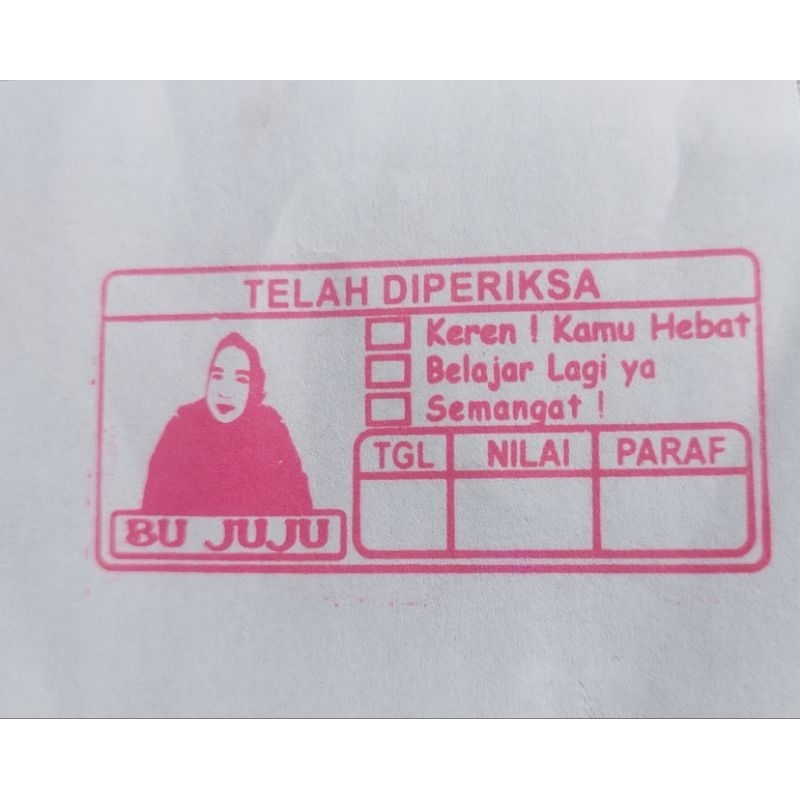 TELAH DIPERIKSA
Keren ! Kamu Hebat
Belajar Lagi ya
Semangat !
TGL NILAI PARAF
BU JUJU